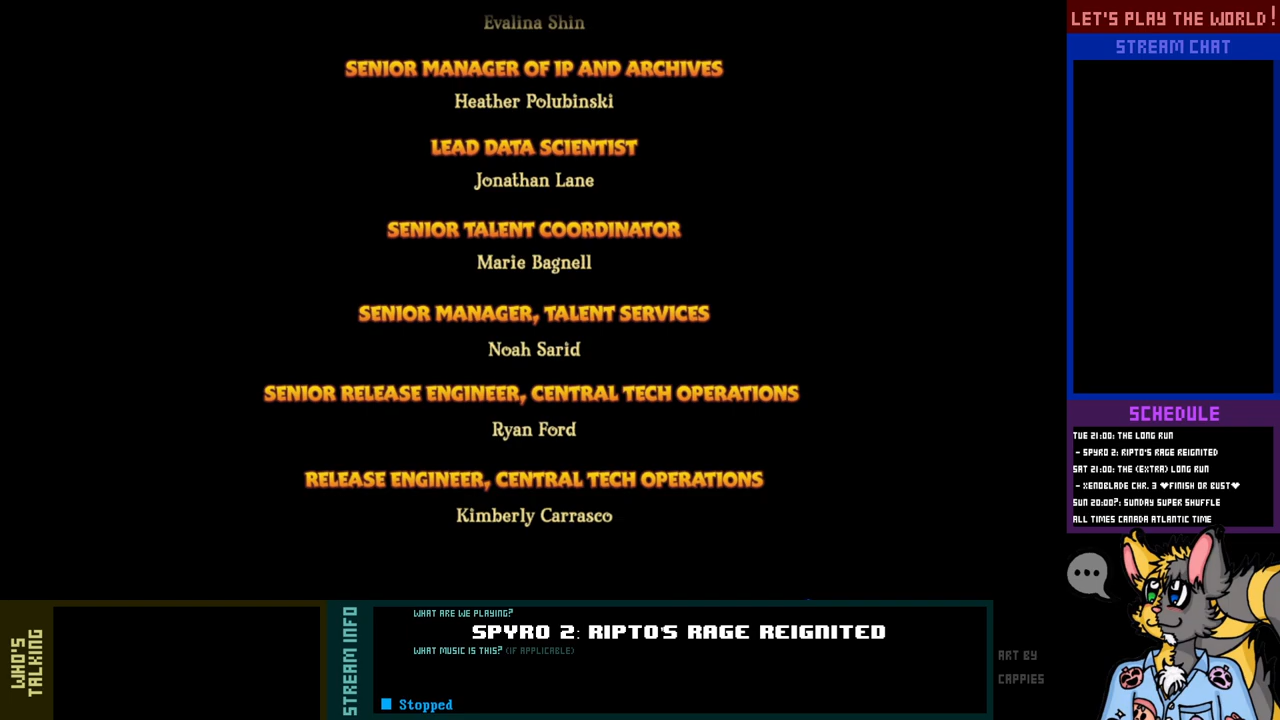 Evalina Shin
SENIOR MANAGER OF IP AND ARCHIVES
Heather Polubinski
LEAD DATA SCIENTIST
Jonathan Lane
SENIOR TALENT COORDINATOR
Marie Bagnell
SENIOR MANAGER, TALENT SERVICES
Noah Sarid
SENIOR RELEASE ENGINEER, CENTRAL TECH OPERATIONS
Ryan Ford
RELEASE ENGINEER, CENTRAL TECH OPERATIONS
Kimberly Carrasco
LET'S PLAY THE WORLD!
STREAM CHAT
SCHEDULE
TUE 21:00: THE LONG RUN
- SPYRO 2: RIPTO'S RAGE REIGNITED
SAT 21:00: THE (EXTRA) LONG RUN
- XENOBLADE CHR. 3 ♥FINISH OR BUST♥
SUN 20:00?: SUNDAY SUPER SHUFFLE
ALL TIMES CANADA ATLANTIC TIME
WHO'S
TALKING
STREAM INFO
WHAT ARE WE PLAYING?
SPYRO 2: RIPTO'S RAGE REIGNITED
WHAT MUSIC IS THIS? (IF APPLICABLE)
Stopped
ART BY
CAPPIES